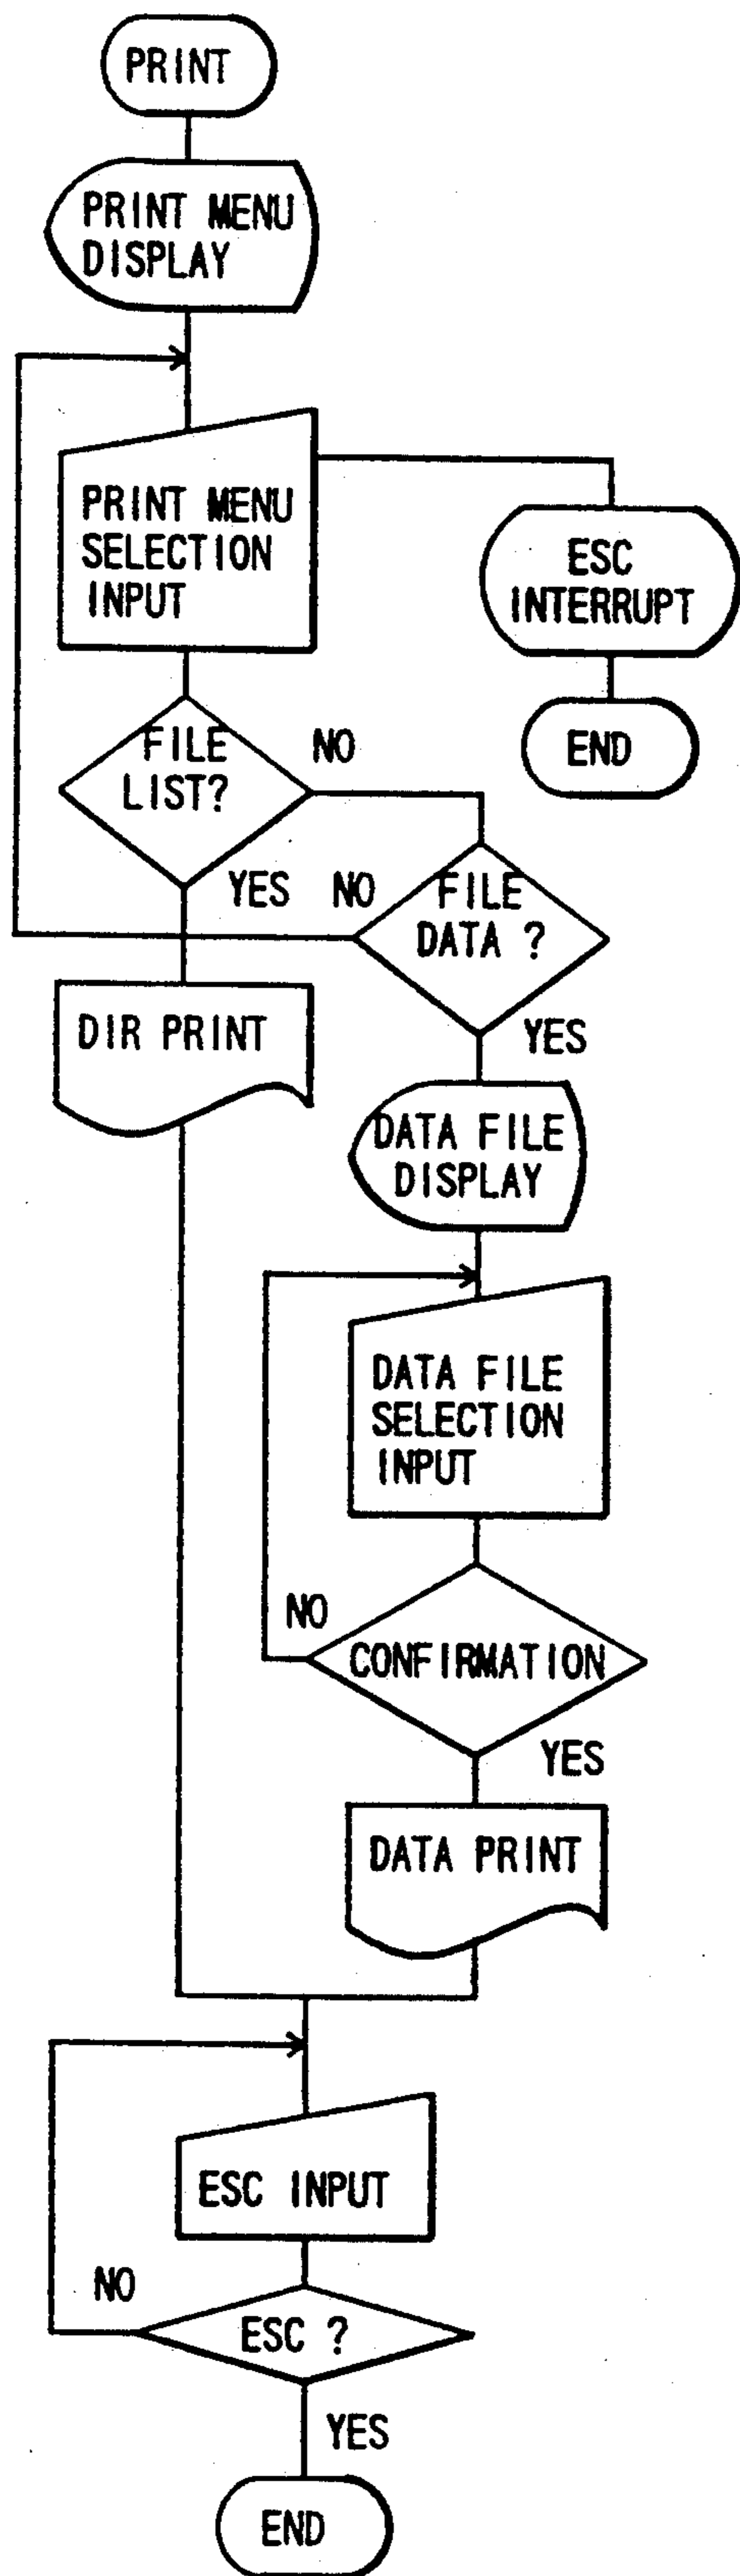 PRINT
PRINT MENU
DISPLAY
PRINT MENU
SELECTION
INPUT
ESC
INTERRUPT
END
FILE
LIST?
NO
YES
NO
FILE
DATA ?
YES
DIR PRINT
DATA FILE
DISPLAY
DATA FILE
SELECTION
INPUT
NO
CONFIRMATION
YES
DATA PRINT
ESC INPUT
NO
ESC ?
YES
END